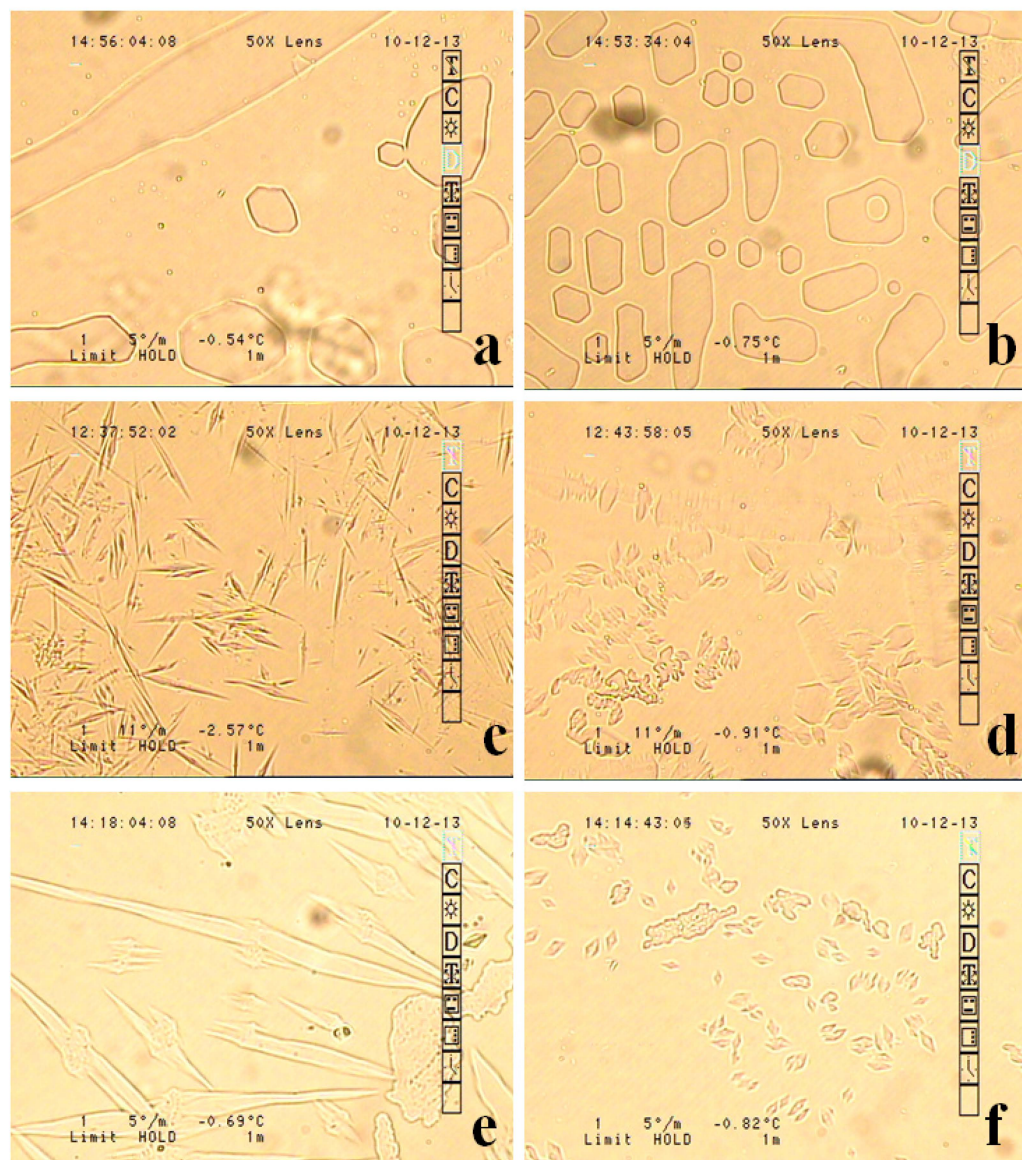 14:56:04:08 50X Lens 10-12-13
C
D
1 5°/m -0.54°C
Limit HOLD 1m
a
14:53:34:04 50X Lens 10-12-13
C
D
1 5°/m -0.75°C
Limit HOLD 1m
b
12:37:52:02 50X Lens 10-12-13
C
D
1 11°/m -2.57°C
Limit HOLD 1m
c
12:43:58:05 50X Lens 10-12-13
C
D
1 11°/m -0.91°C
Limit HOLD 1m
d
14:18:04:08 50X Lens 10-12-13
C
D
1 5°/m -0.69°C
Limit HOLD 1m
e
14:14:43:06 50X Lens 10-12-13
C
D
1 5°/m -0.82°C
Limit HOLD 1m
f